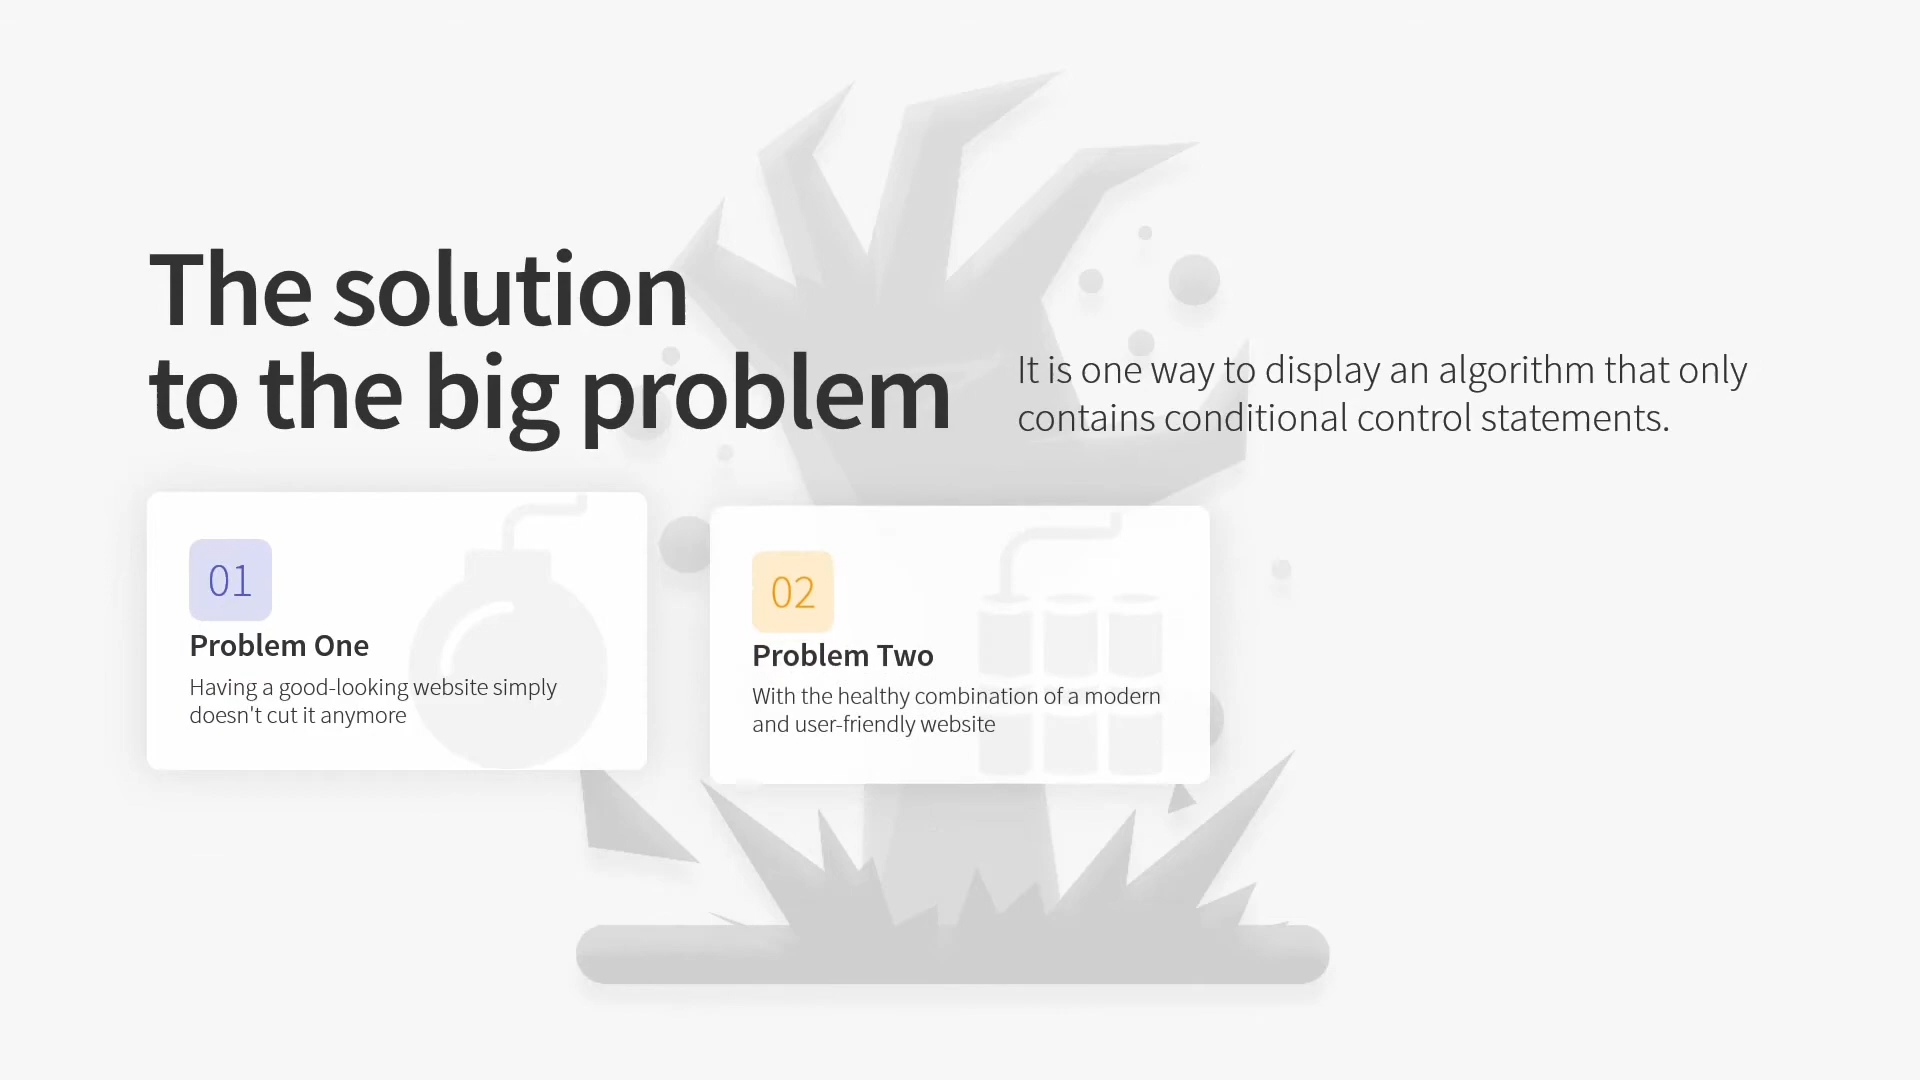 The solution
to the big problem
It is one way to display an algorithm that only
contains conditional control statements.
01
Problem One
Having a good-looking website simply
doesn't cut it anymore
02
Problem Two
With the healthy combination of a modern
and user-friendly website